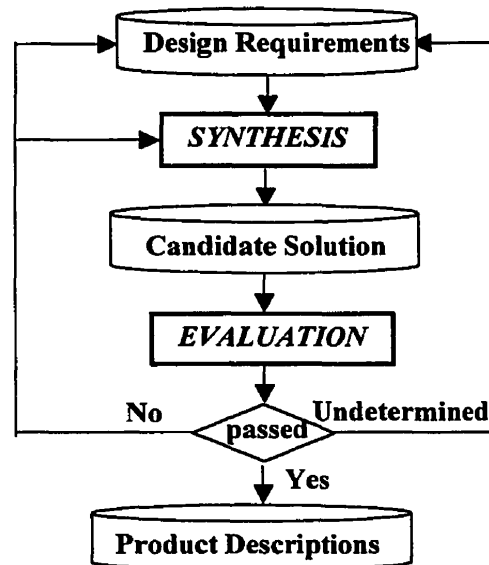 Design Requirements
SYNTHESIS
Candidate Solution
EVALUATION
No
passed
Undetermined
Yes
Product Descriptions